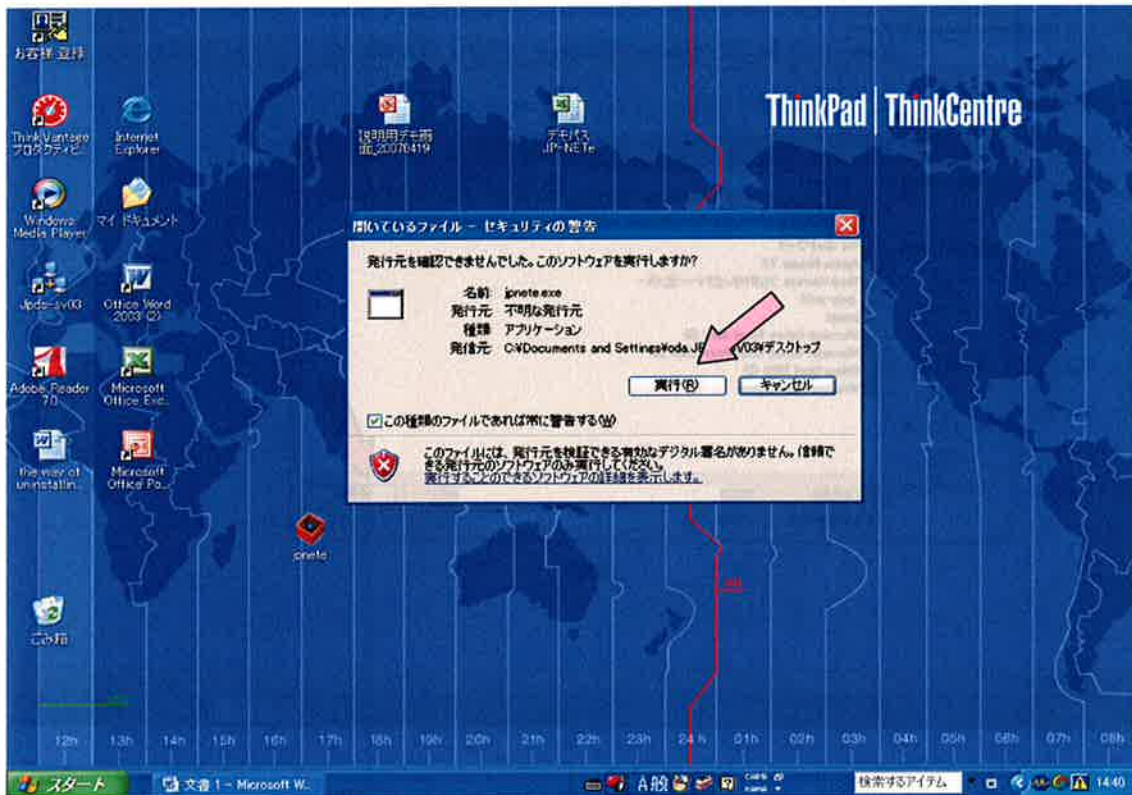 お客様登録
ThinkVantage
Internet
Explorer
説明用デモ画
面_20070419
デモパス
JP-NETe
ThinkPad | ThinkCentre
Windows
Media Player
マイ ドキュメント
Jpds-sv03
Office Word
2003 (2)
Adobe Reader
7.0
Microsoft
Office Exc...
the way of
uninstallin...
Microsoft
Office Po...
jpnete
ごみ箱
開いているファイル - セキュリティの警告
発行元を確認できませんでした。このソフトウェアを実行しますか?
名前: jpnete.exe
発行元: 不明な発行元
種類: アプリケーション
発信元: C:¥Documents and Settings¥oda.JP V03¥デスクトップ
実行(R)
キャンセル
この種類のファイルであれば常に警告する(W)
このファイルには、発行元を検証できる有効なデジタル署名がありません。信頼で
きる発行元のソフトウェアのみ実行してください。
実行することのできるソフトウェアの詳細を表示します。
12h 13h 14h 15h 16h 17h 18h 19h 20h 21h 22h 23h 24h 01h 02h 03h 04h 05h 06h 07h 08h
スタート
文書 1 - Microsoft W...
A 般
CAPS
KANA
検索するアイテム
14:40